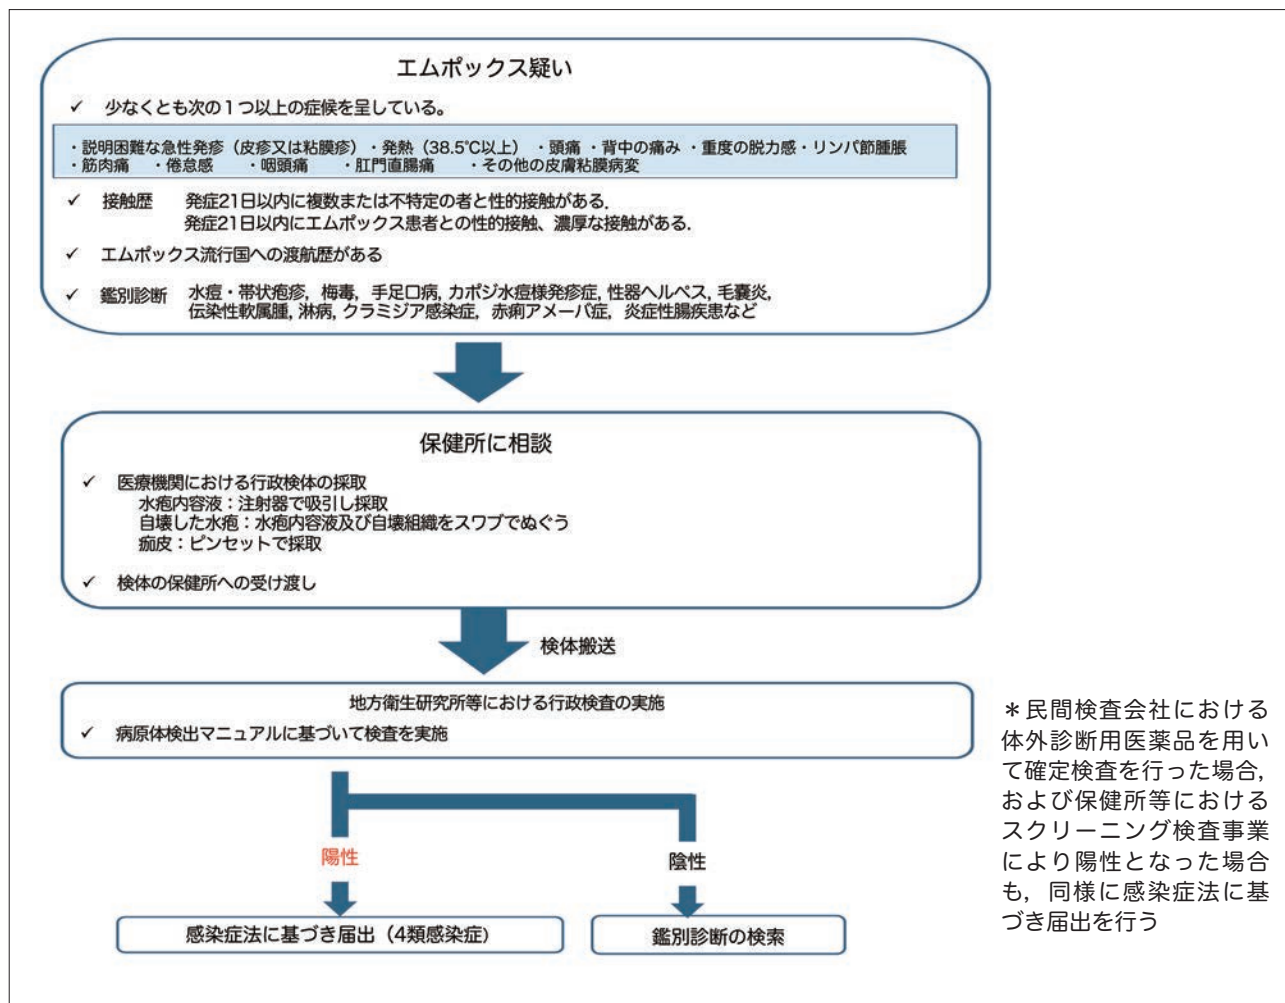 エムポックス疑い
✓ 少なくとも次の1つ以上の症候を呈している。
・説明困難な急性発疹（皮疹又は粘膜疹）・発熱（38.5℃以上）・頭痛・背中の痛み・重度の脱力感・リンパ節腫脹
・筋肉痛 ・倦怠感 ・咽頭痛 ・肛門直腸痛 ・その他の皮膚粘膜病変
✓ 接触歴 発症21日以内に複数または不特定の者と性的接触がある．
発症21日以内にエムポックス患者との性的接触、濃厚な接触がある．
✓ エムポックス流行国への渡航歴がある
✓ 鑑別診断 水痘・帯状疱疹，梅毒，手足口病，カポジ水痘様発疹症，性器ヘルペス，毛嚢炎，
伝染性軟属腫，淋病，クラミジア感染症，赤痢アメーバ症，炎症性腸疾患など
保健所に相談
✓ 医療機関における行政検体の採取
水疱内容液：注射器で吸引し採取
自壊した水疱：水疱内容液及び自壊組織をスワブでぬぐう
痂皮：ピンセットで採取
✓ 検体の保健所への受け渡し
検体搬送
地方衛生研究所等における行政検査の実施
✓ 病原体検出マニュアルに基づいて検査を実施
陽性
陰性
感染症法に基づき届出（4類感染症）
鑑別診断の検索
＊民間検査会社における
体外診断用医薬品を用い
て確定検査を行った場合，
および保健所等における
スクリーニング検査事業
により陽性となった場合
も，同様に感染症法に基
づき届出を行う